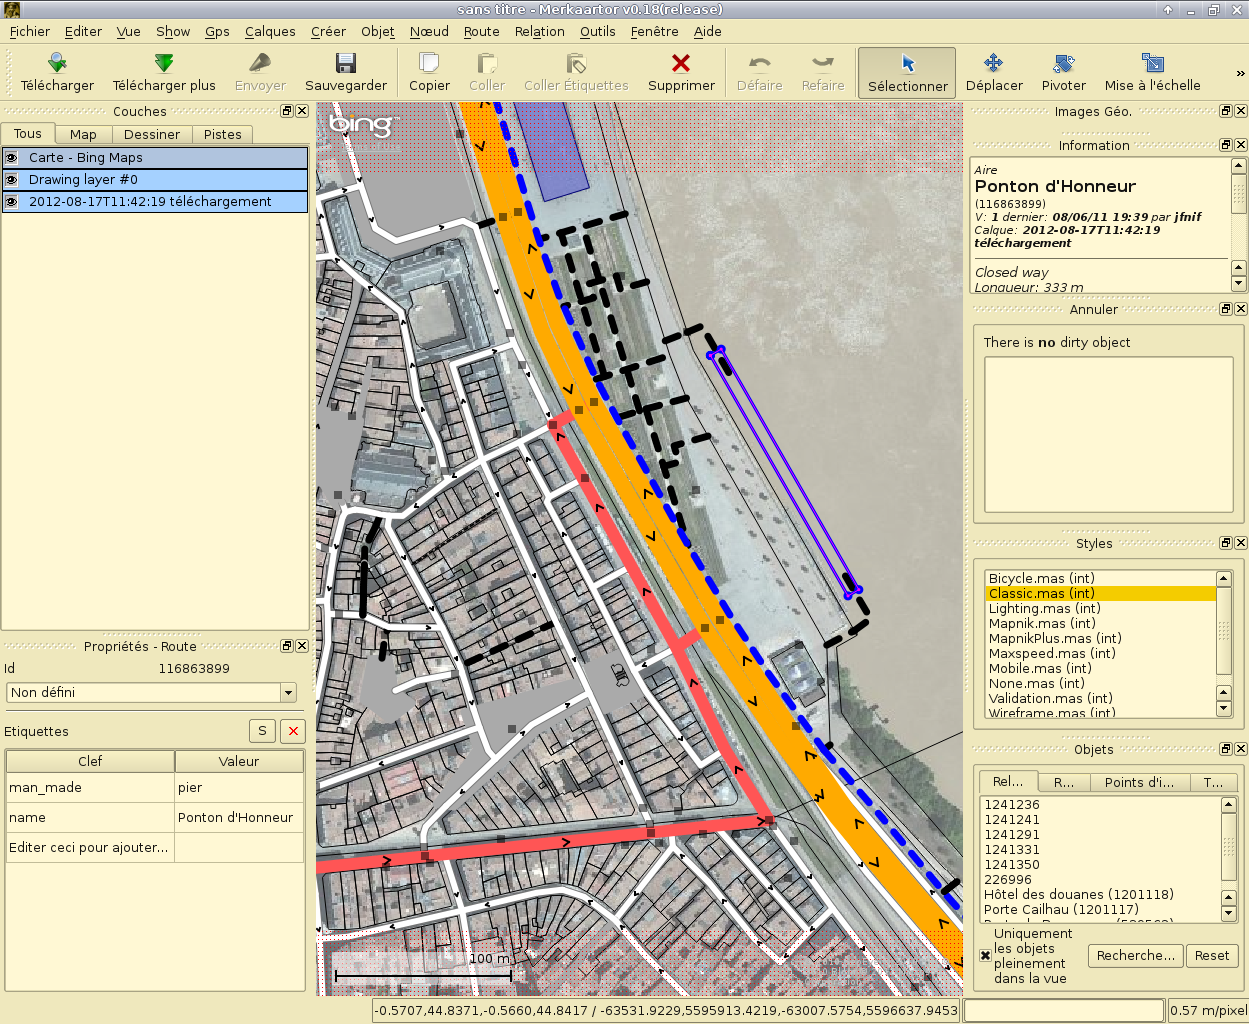 sans titre - Merkaartor v0.18(release)
Fichier Editer Vue Show Gps Calques Créer Objet Nœud Route Relation Outils Fenêtre Aide
Télécharger Télécharger plus Envoyer Sauvegarder Copier Coller Coller Étiquettes Supprimer Défaire Refaire Sélectionner Déplacer Pivoter Mise à l'échelle »
Couches
Tous Map Dessiner Pistes
Carte - Bing Maps
Drawing layer #0
2012-08-17T11:42:19 téléchargement
Propriétés - Route
Id 116863899
Non défini
Etiquettes S
Clef Valeur
man_made pier
name Ponton d'Honneur
Editer ceci pour ajouter...
bing
100 m
Images Géo.
Information
Aire
Ponton d'Honneur
(116863899)
V: 1 dernier: 08/06/11 19:39 par jfnif
Calque: 2012-08-17T11:42:19
téléchargement
Closed way
Longueur: 333 m
Annuler
There is no dirty object
Styles
Bicycle.mas (int)
Classic.mas (int)
Lighting.mas (int)
Mapnik.mas (int)
MapnikPlus.mas (int)
Maxspeed.mas (int)
Mobile.mas (int)
None.mas (int)
Validation.mas (int)
Wireframe.mas (int)
Objets
Rel... R... Points d'i... T...
1241236
1241241
1241291
1241331
1241350
226996
Hôtel des douanes (1201118)
Porte Cailhau (1201117)
Uniquement
les objets
pleinement
dans la vue
Recherche... Reset
-0.5707,44.8371,-0.5660,44.8417 / -63531.9229,5595913.4219,-63007.5754,5596637.9453
0.57 m/pixel